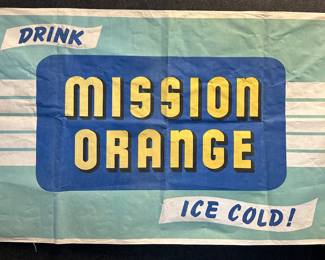 DRINK
MISSION
ORANGE
ICE COLD!